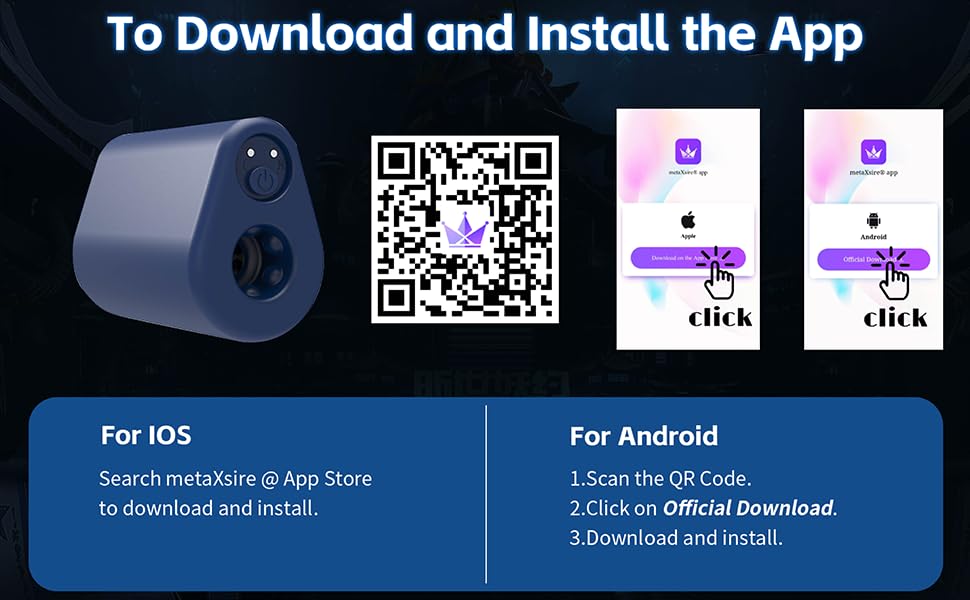 To Download and Install the App
metaXsire® app
Apple
click
metaXsire® app
Android
click
For IOS
Search metaXsire @ App Store
to download and install.
For Android
1.Scan the QR Code.
2.Click on Official Download.
3.Download and install.